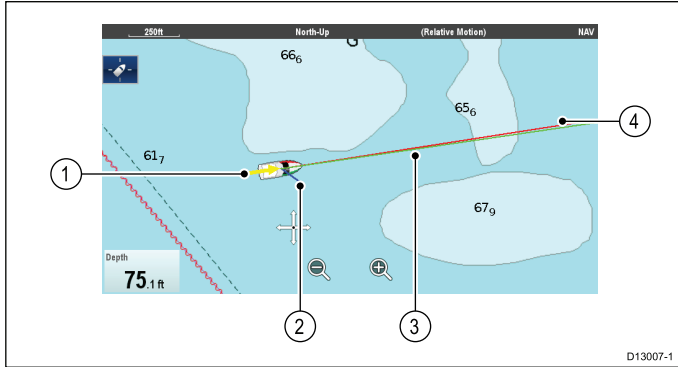 250ft North-Up (Relative Motion) NAV
G
66₆
65₆
4
61₇
1
67₉
Depth
75.1 ft
2 3
D13007-1